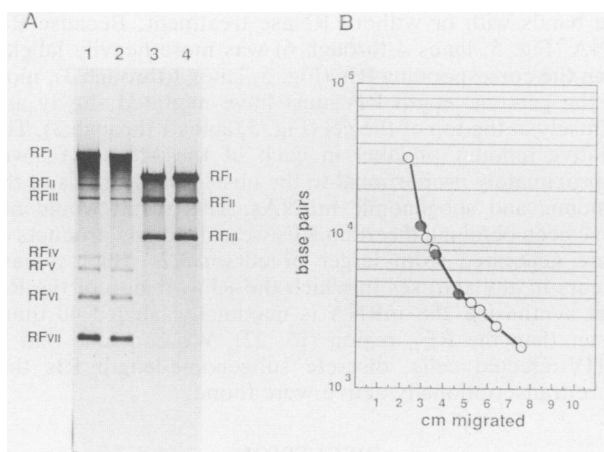 A
B
1 2 3 4
RFI
RFII
RFIII
RFIV
RFV
RFVI
RFVII
RFI
RFII
RFIII
10⁵
10⁴
10³
base pairs
1 2 3 4 5 6 7 8 9 10
cm migrated